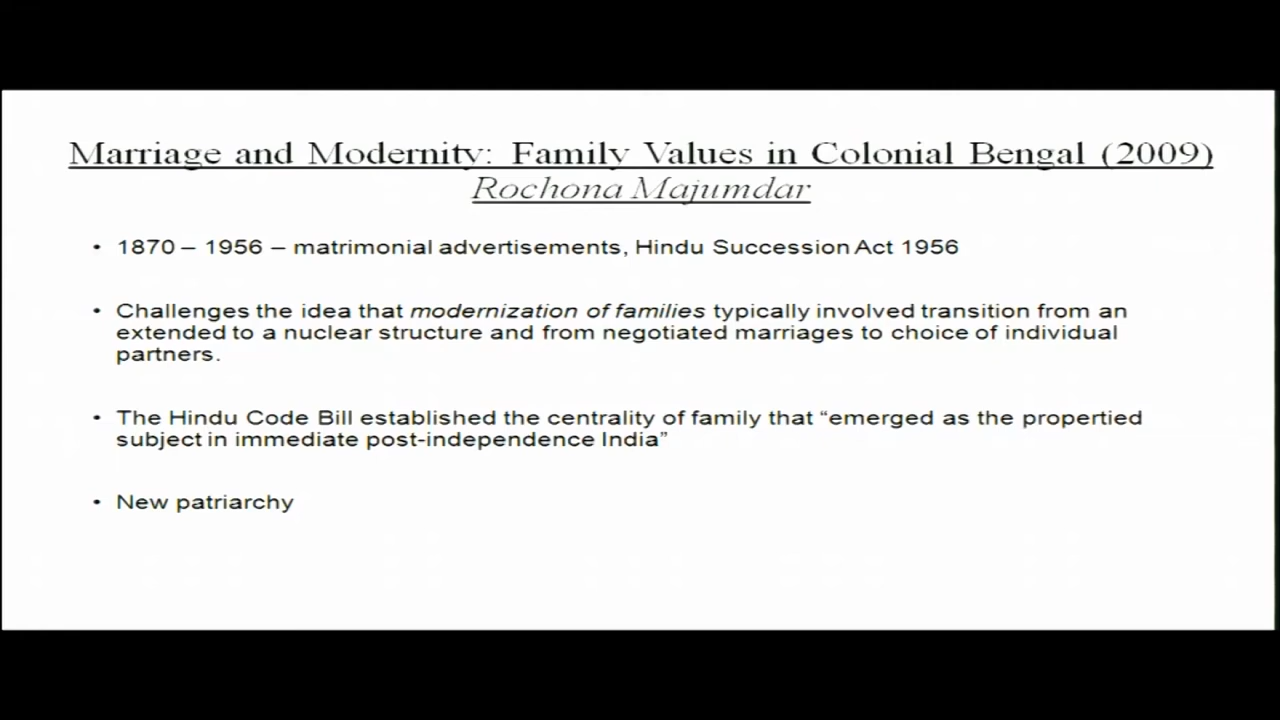 Marriage and Modernity: Family Values in Colonial Bengal (2009)
Rochona Majumdar
• 1870 – 1956 – matrimonial advertisements, Hindu Succession Act 1956
• Challenges the idea that modernization of families typically involved transition from an
extended to a nuclear structure and from negotiated marriages to choice of individual
partners.
• The Hindu Code Bill established the centrality of family that “emerged as the propertied
subject in immediate post-independence India”
• New patriarchy